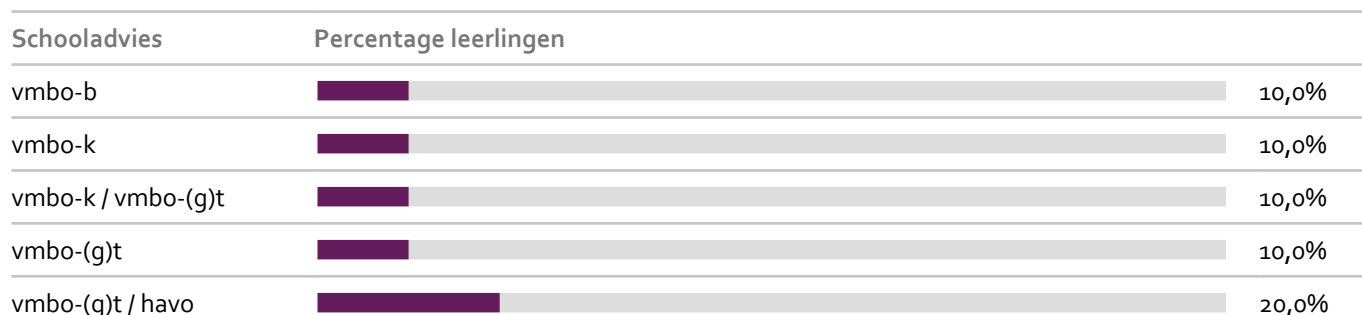 Schooladvies Percentage leerlingen
vmbo-b 10,0%
vmbo-k 10,0%
vmbo-k / vmbo-(g)t 10,0%
vmbo-(g)t 10,0%
vmbo-(g)t / havo 20,0%